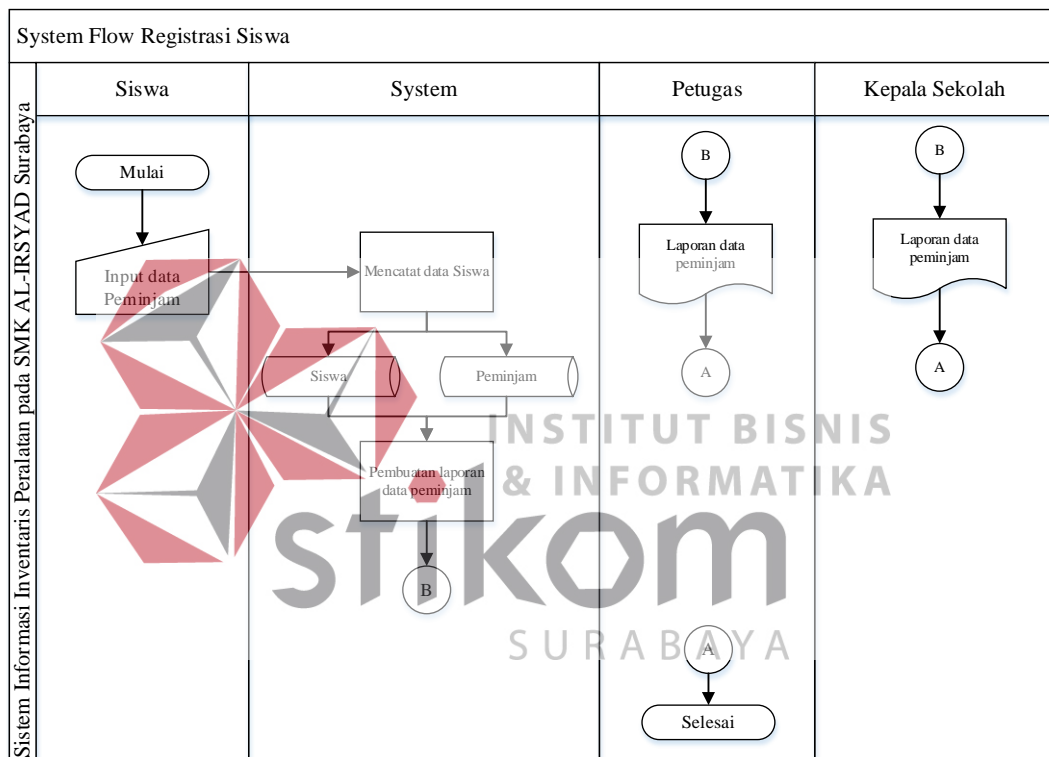 System Flow Registrasi Siswa
Sistem Informasi Inventaris Peralatan pada SMK AL-IRSYAD Surabaya
Siswa
System
Petugas
Kepala Sekolah
Mulai
Input data
Peminjam
Mencatat data Siswa
Siswa
Peminjam
Pembuatan laporan
data peminjam
B
B
Laporan data
peminjam
A
A
Selesai
B
Laporan data
peminjam
A
INSTITUT BISNIS
& INFORMATIKA
stikom
SURABAYA